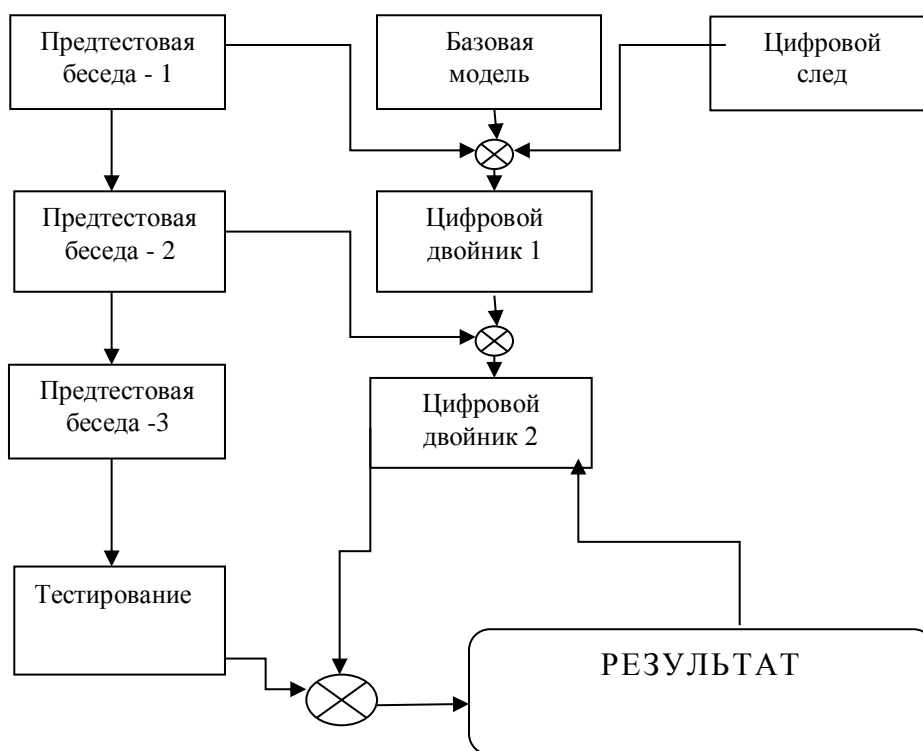 Предтестовая
беседа - 1
Базовая
модель
Цифровой
след
Предтестовая
беседа - 2
Цифровой
двойник 1
Предтестовая
беседа -3
Цифровой
двойник 2
Тестирование
РЕЗУЛЬТАТ